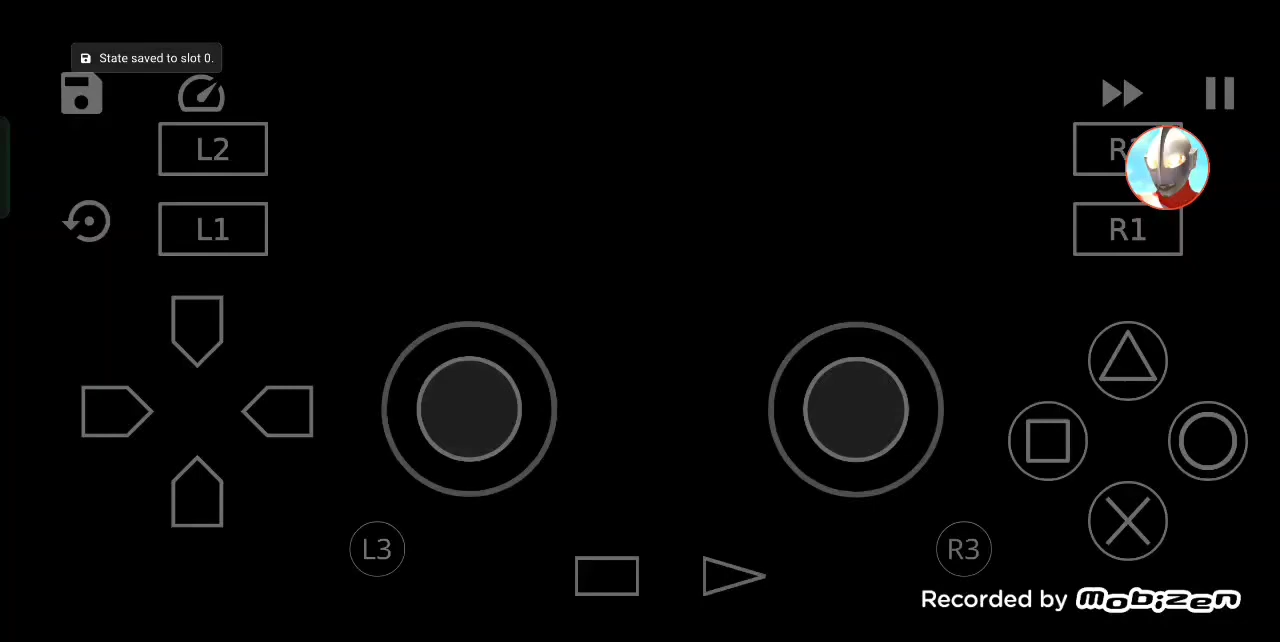 State saved to slot 0.
L2
R
L1
R1
L3
R3
Recorded by mobizen